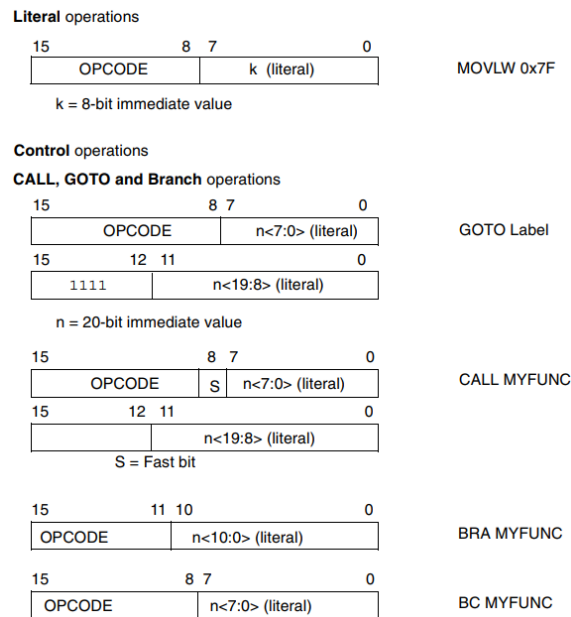 Literal operations
15 8 7 0
OPCODE k (literal) MOVLW 0x7F
k = 8-bit immediate value
Control operations
CALL, GOTO and Branch operations
15 8 7 0
OPCODE n<7:0> (literal) GOTO Label
15 12 11 0
1111 n<19:8> (literal)
n = 20-bit immediate value
15 8 7 0
OPCODE S n<7:0> (literal) CALL MYFUNC
15 12 11 0
n<19:8> (literal)
S = Fast bit
15 11 10 0
OPCODE n<10:0> (literal) BRA MYFUNC
15 8 7 0
OPCODE n<7:0> (literal) BC MYFUNC